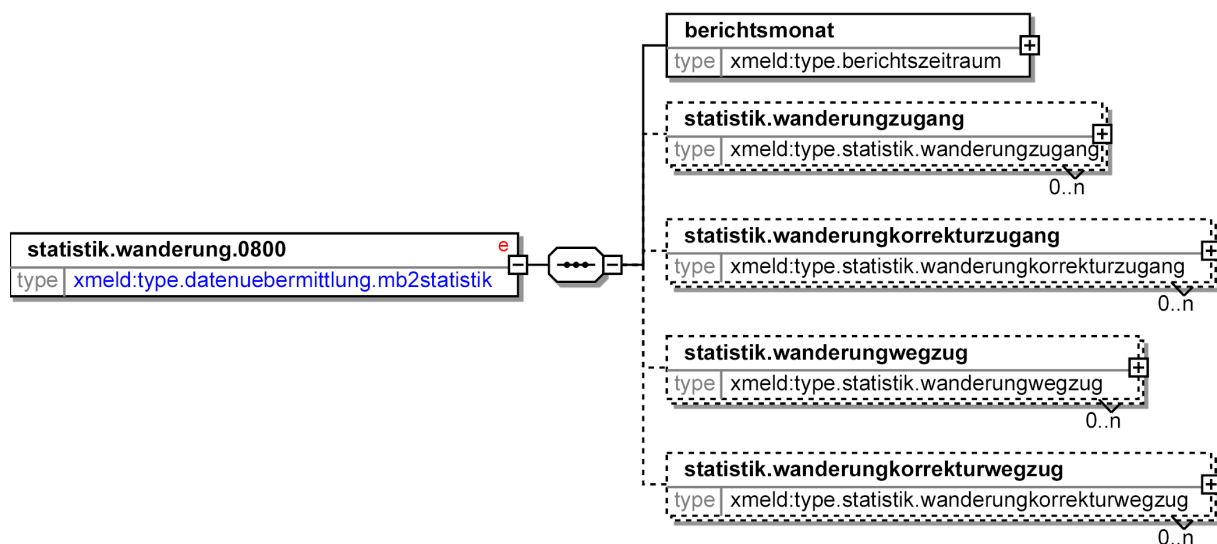 berichtsmonat
type xmeld:type.berichtszeitraum
statistik.wanderungzugang
type xmeld:type.statistik.wanderungzugang
0..n
statistik.wanderung.0800 e
type xmeld:type.datenuebermittlung.mb2statistik
statistik.wanderungkorrekturzugang
type xmeld:type.statistik.wanderungkorrekturzugang
0..n
statistik.wanderungwegzug
type xmeld:type.statistik.wanderungwegzug
0..n
statistik.wanderungkorrekturwegzug
type xmeld:type.statistik.wanderungkorrekturwegzug
0..n